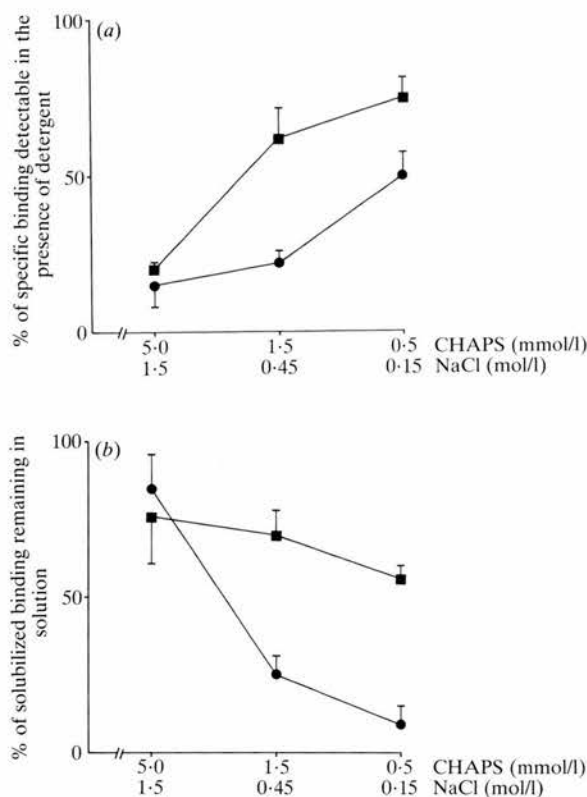 (a)
% of specific binding detectable in the
presence of detergent
100
50
0
5·0 1·5 0·5 CHAPS (mmol/l)
1·5 0·45 0·15 NaCl (mol/l)
(b)
% of solubilized binding remaining in
solution
100
50
0
5·0 1·5 0·5 CHAPS (mmol/l)
1·5 0·45 0·15 NaCl (mol/l)